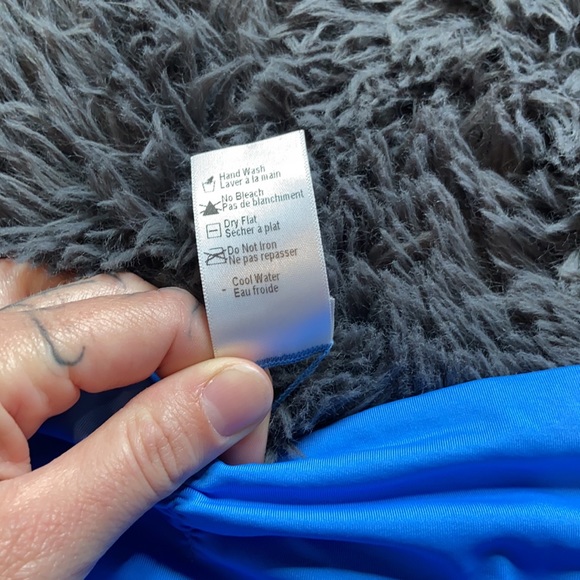 Hand Wash
Laver à la main
No Bleach
Pas de blanchiment
Dry Flat
Sécher à plat
Do Not Iron
Ne pas repasser
Cool Water
Eau froide